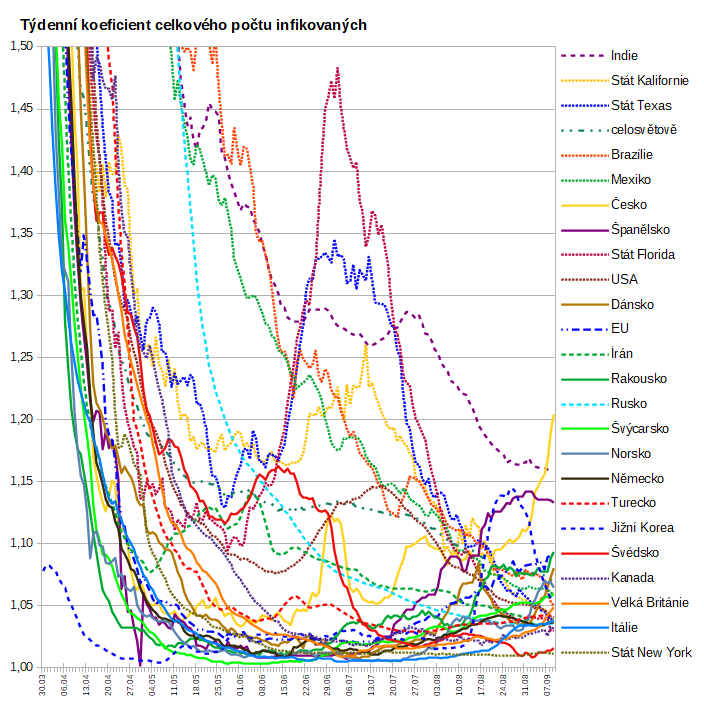 Týdenní koeficient celkového počtu infikovaných
1,50
1,45
1,40
1,35
1,30
1,25
1,20
1,15
1,10
1,05
1,00
30.03
06.04
13.04
20.04
27.04
04.05
11.05
18.05
25.05
01.06
08.06
15.06
22.06
29.06
06.07
13.07
20.07
27.07
03.08
10.08
17.08
24.08
31.08
07.09
Indie
Stát Kalifornie
Stát Texas
celosvětově
Brazílie
Mexiko
Česko
Španělsko
Stát Florida
USA
Dánsko
EU
Írán
Rakousko
Rusko
Švýcarsko
Norsko
Německo
Turecko
Jižní Korea
Švédsko
Kanada
Velká Británie
Itálie
Stát New York